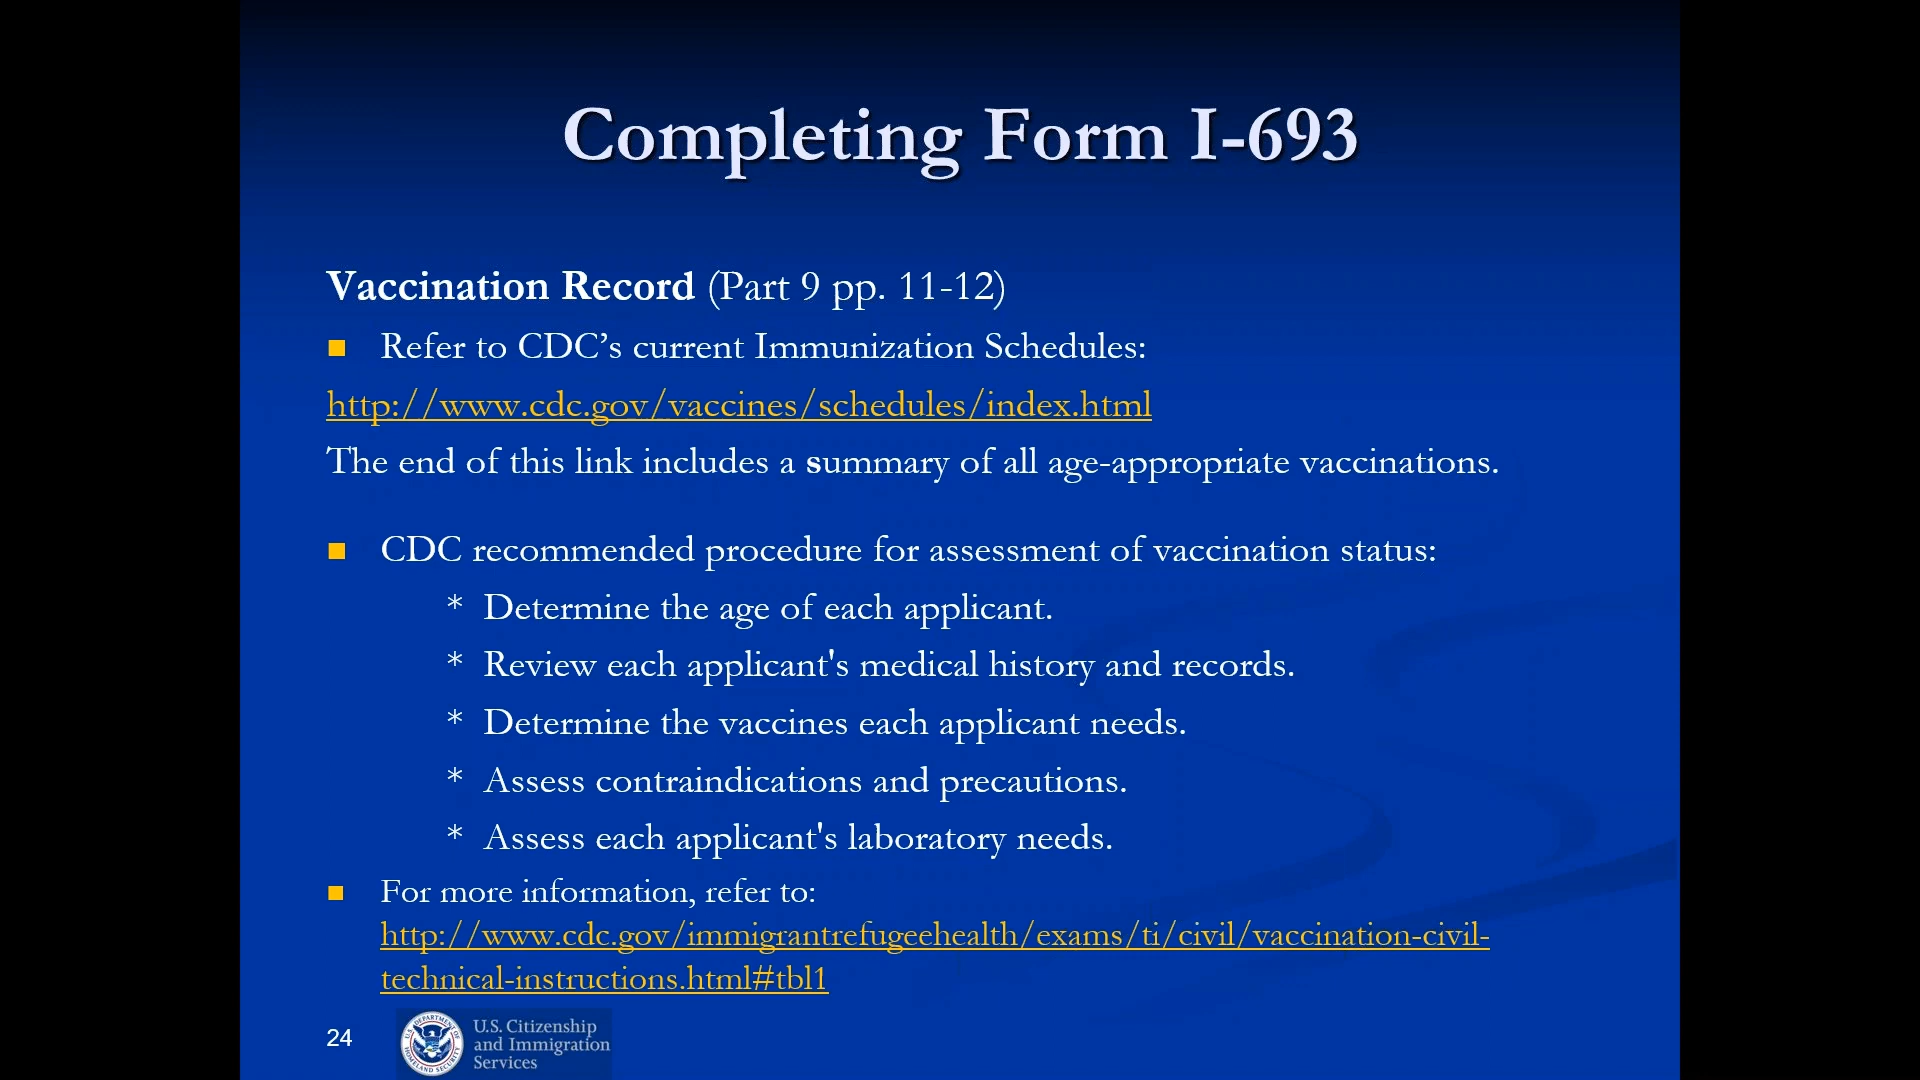 Completing Form I-693
Vaccination Record (Part 9 pp. 11-12)
■ Refer to CDC’s current Immunization Schedules:
http://www.cdc.gov/vaccines/schedules/index.html
The end of this link includes a summary of all age-appropriate vaccinations.
■ CDC recommended procedure for assessment of vaccination status:
* Determine the age of each applicant.
* Review each applicant's medical history and records.
* Determine the vaccines each applicant needs.
* Assess contraindications and precautions.
* Assess each applicant's laboratory needs.
■ For more information, refer to:
http://www.cdc.gov/immigrantrefugeehealth/exams/ti/civil/vaccination-civil-
technical-instructions.html#tbl1
24
U.S. Citizenship
and Immigration
Services